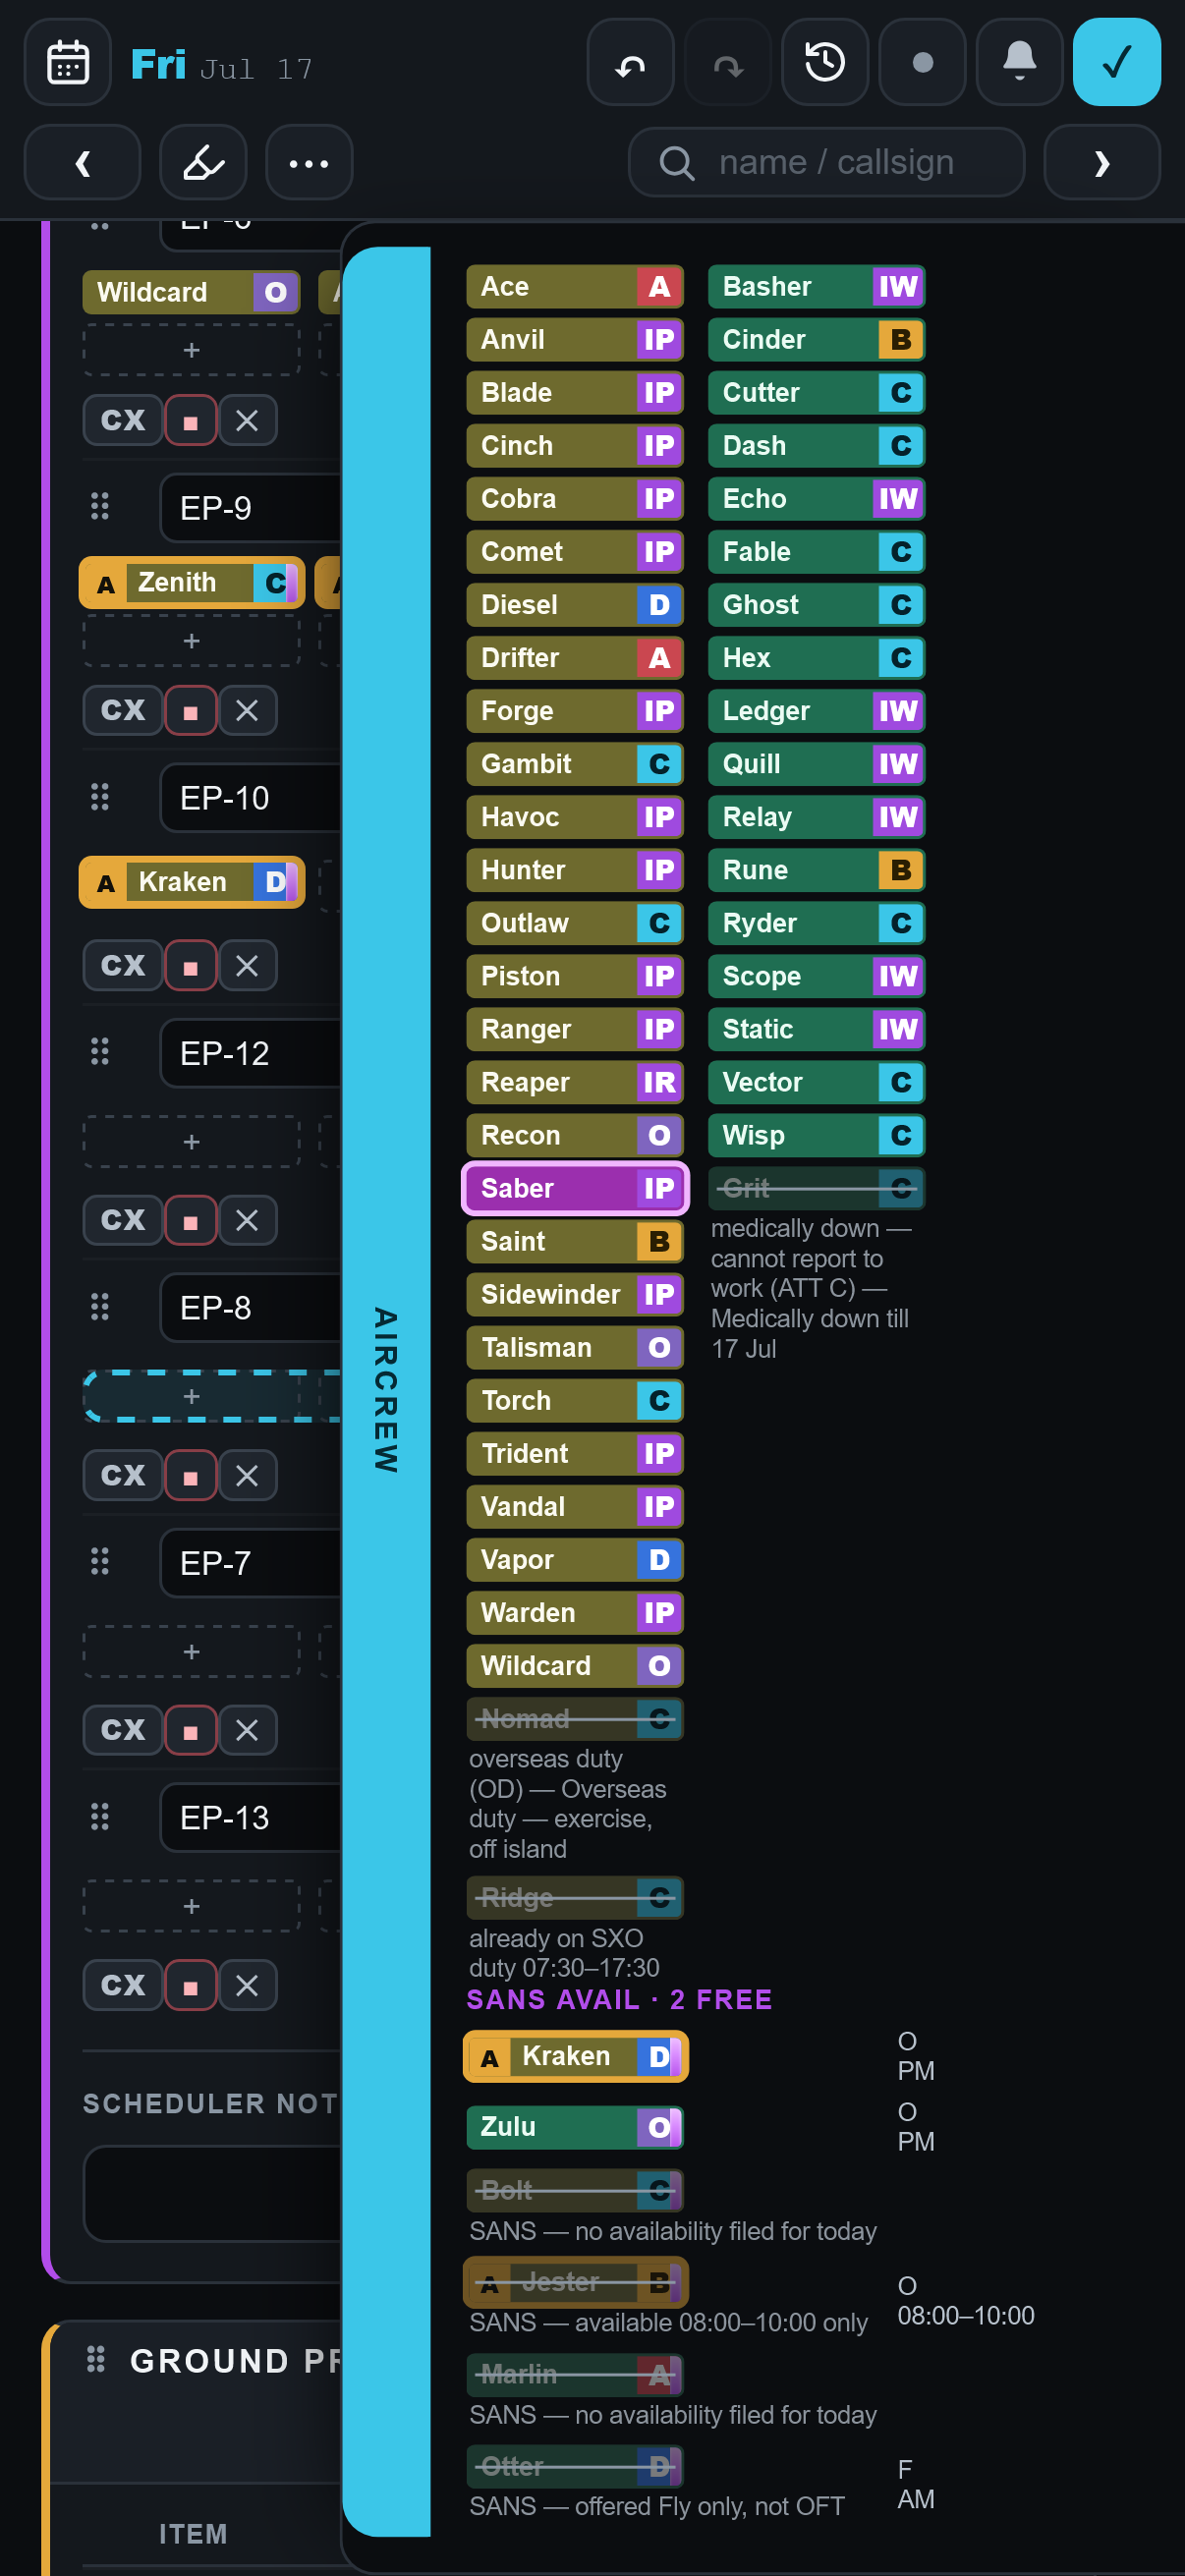 Fri Jul 17
name / callsign
Wildcard O
+
CX
EP-9
A Zenith C
+
CX
EP-10
A Kraken D
CX
EP-12
+
CX
EP-8
+
CX
EP-7
+
CX
EP-13
+
CX
SCHEDULER NOT
GROUND PR
ITEM
AIRCREW
Ace A
Anvil IP
Blade IP
Cinch IP
Cobra IP
Comet IP
Diesel D
Drifter A
Forge IP
Gambit C
Havoc IP
Hunter IP
Outlaw C
Piston IP
Ranger IP
Reaper IR
Recon O
Saber IP
Saint B
Sidewinder IP
Talisman O
Torch C
Trident IP
Vandal IP
Vapor D
Warden IP
Wildcard O
Nomad C
overseas duty
(OD) — Overseas
duty — exercise,
off island
Ridge C
already on SXO
duty 07:30–17:30
Basher IW
Cinder B
Cutter C
Dash C
Echo IW
Fable C
Ghost C
Hex C
Ledger IW
Quill IW
Relay IW
Rune B
Ryder C
Scope IW
Static IW
Vector C
Wisp C
Grit C
medically down —
cannot report to
work (ATT C) —
Medically down till
17 Jul
SANS AVAIL · 2 FREE
A Kraken D
O
PM
Zulu O
O
PM
Bolt C
SANS — no availability filed for today
A Jester B
O
08:00–10:00
SANS — available 08:00–10:00 only
Marlin A
SANS — no availability filed for today
Otter D
F
AM
SANS — offered Fly only, not OFT